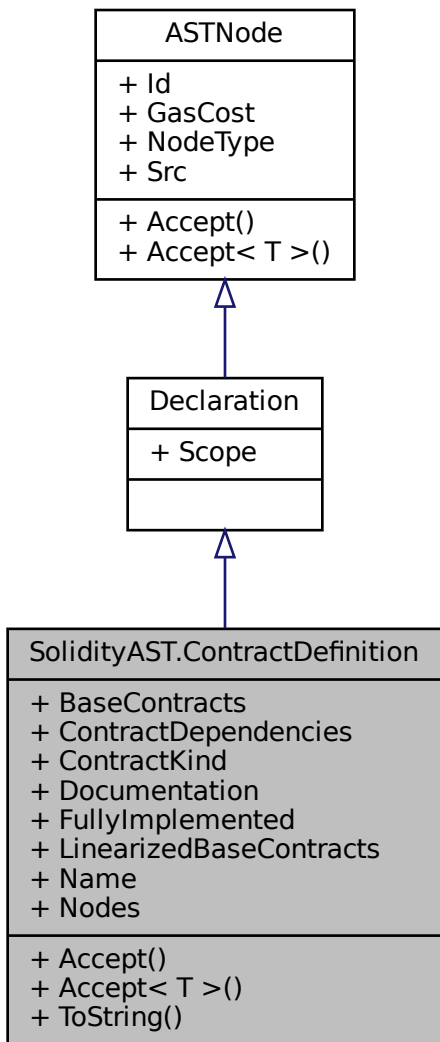 ASTNode
+ Id
+ GasCost
+ NodeType
+ Src
+ Accept()
+ Accept< T >()
Declaration
+ Scope
SolidityAST.ContractDefinition
+ BaseContracts
+ ContractDependencies
+ ContractKind
+ Documentation
+ FullyImplemented
+ LinearizedBaseContracts
+ Name
+ Nodes
+ Accept()
+ Accept< T >()
+ ToString()